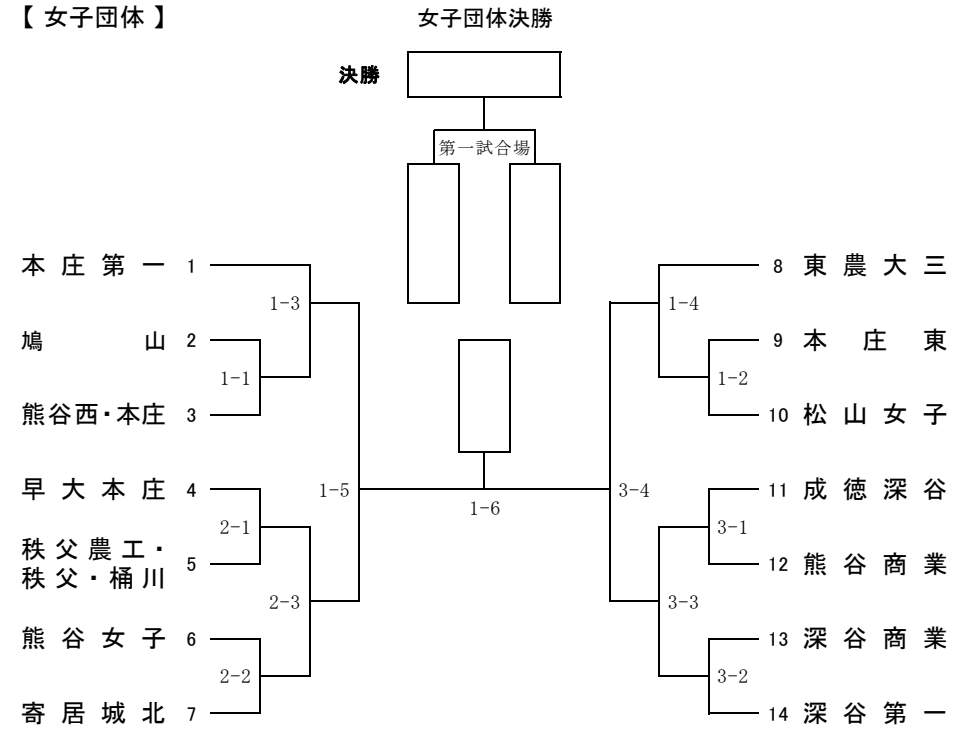 【 女子団体 】
女子団体決勝
決勝
第一試合場
本庄第一 1
8 東農大三
1-3
1-4
鳩山 2
9 本庄東
1-1
1-2
熊谷西・本庄 3
10 松山女子
早大本庄 4
1-5
3-4
11 成徳深谷
1-6
2-1
3-1
秩父農工・
秩父・桶川 5
12 熊谷商業
2-3
3-3
熊谷女子 6
13 深谷商業
2-2
3-2
寄居城北 7
14 深谷第一